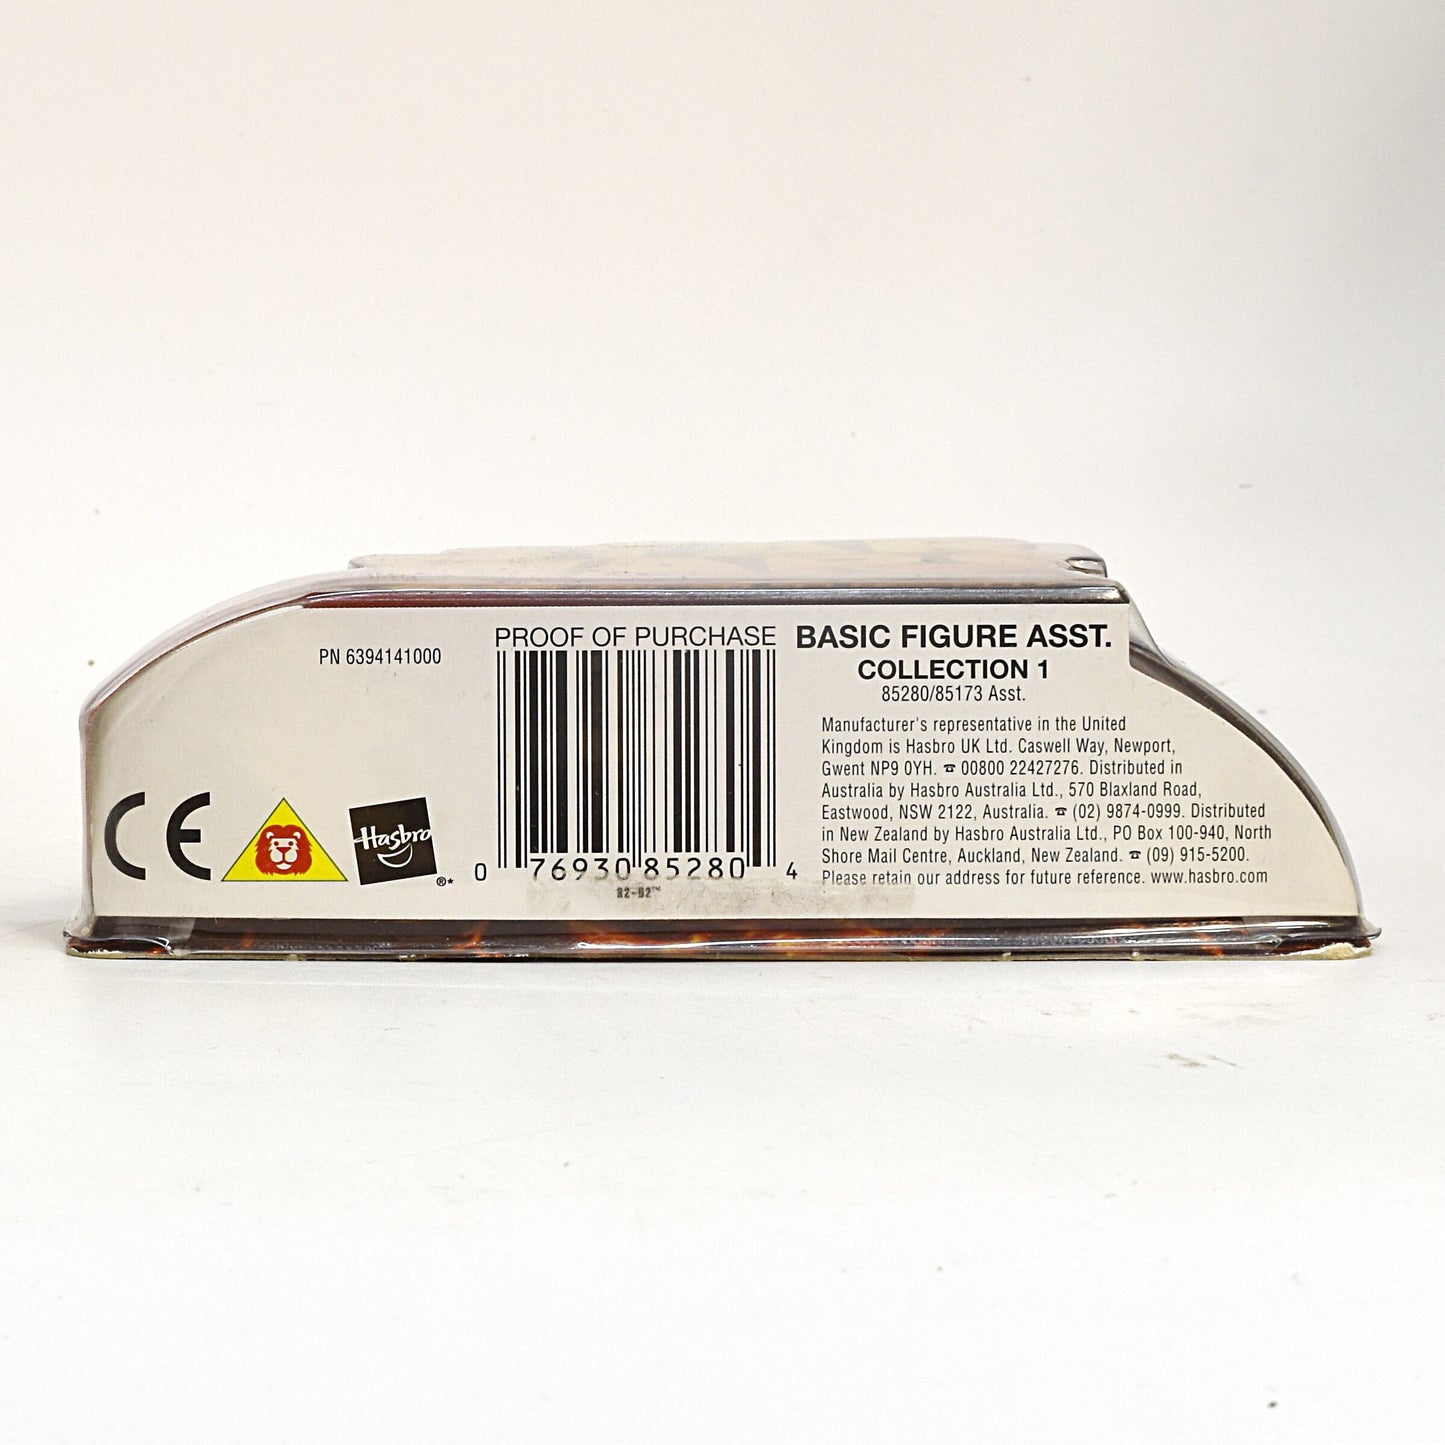 PN 6394141000
CE
Hasbro
®*
PROOF OF PURCHASE
0 76930 85280 4
R2-D2™
BASIC FIGURE ASST.
COLLECTION 1
85280/85173 Asst.
Manufacturer's representative in the United
Kingdom is Hasbro UK Ltd. Caswell Way, Newport,
Gwent NP9 0YH. ☎ 00800 22427276. Distributed in
Australia by Hasbro Australia Ltd., 570 Blaxland Road,
Eastwood, NSW 2122, Australia. ☎ (02) 9874-0999. Distributed
in New Zealand by Hasbro Australia Ltd., PO Box 100-940, North
Shore Mail Centre, Auckland, New Zealand. ☎ (09) 915-5200.
Please retain our address for future reference. www.hasbro.com